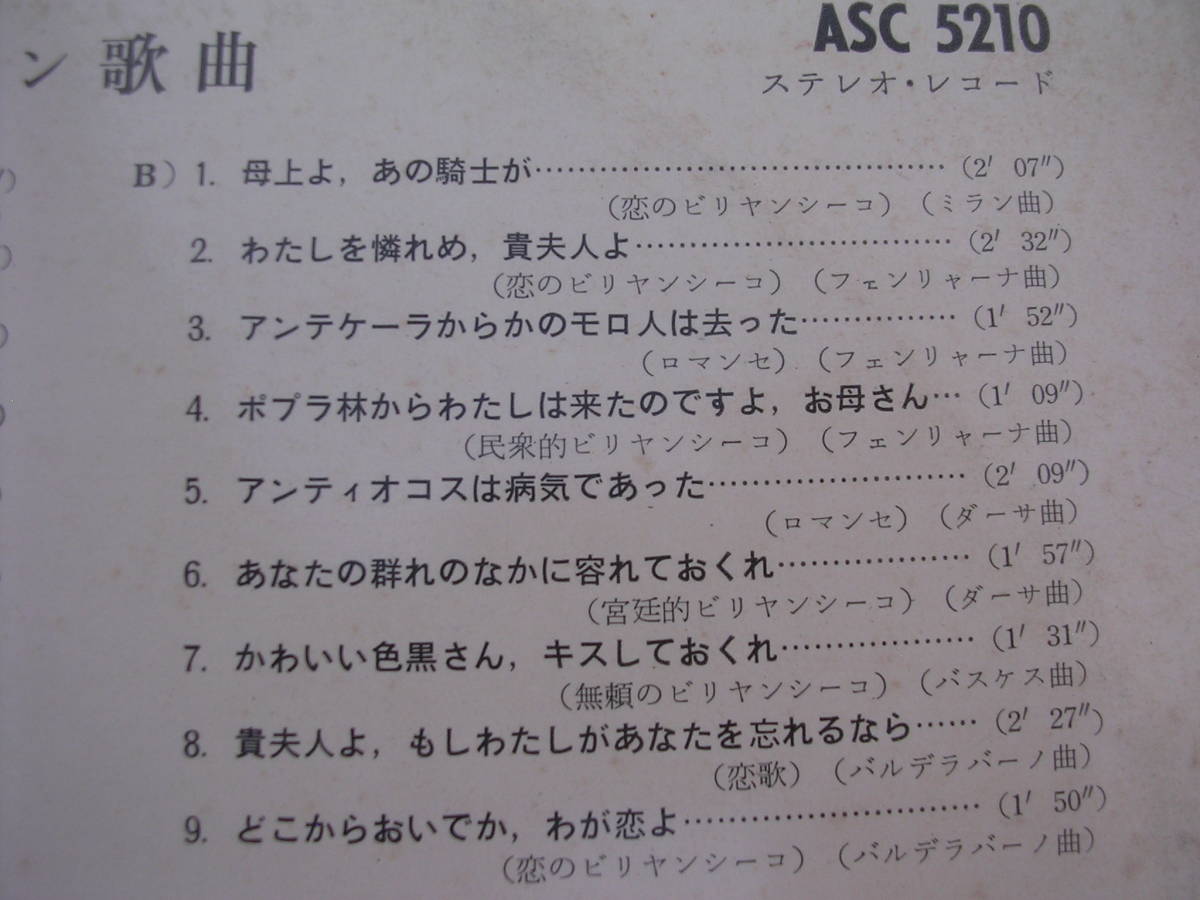 ン 歌曲
ASC 5210
ステレオ・レコード
B) 1. 母上よ, あの騎士が…………………………………… (2′ 07″)
(恋のビリヤンシーコ) (ミラン曲)
2. わたしを憐れめ, 貴夫人よ………………………… (2′ 32″)
(恋のビリヤンシーコ) (フェンリャーナ曲)
3. アンテケーラからかのモロ人は去った…………… (1′ 52″)
(ロマンセ) (フェンリャーナ曲)
4. ポプラ林からわたしは来たのですよ, お母さん… (1′ 09″)
(民衆的ビリヤンシーコ) (フェンリャーナ曲)
5. アンティオコスは病気であった……………………… (2′ 09″)
(ロマンセ) (ダーサ曲)
6. あなたの群れのなかに容れておくれ……………… (1′ 57″)
(宮廷的ビリヤンシーコ) (ダーサ曲)
7. かわいい色黒さん, キスしておくれ……………… (1′ 31″)
(無頼のビリヤンシーコ) (バスケス曲)
8. 貴夫人よ, もしわたしがあなたを忘れるなら…… (2′ 27″)
(恋歌) (バルデラバーノ曲)
9. どこからおいでか, わが恋よ……………………… (1′ 50″)
(恋のビリヤンシーコ) (バルデラバーノ曲)